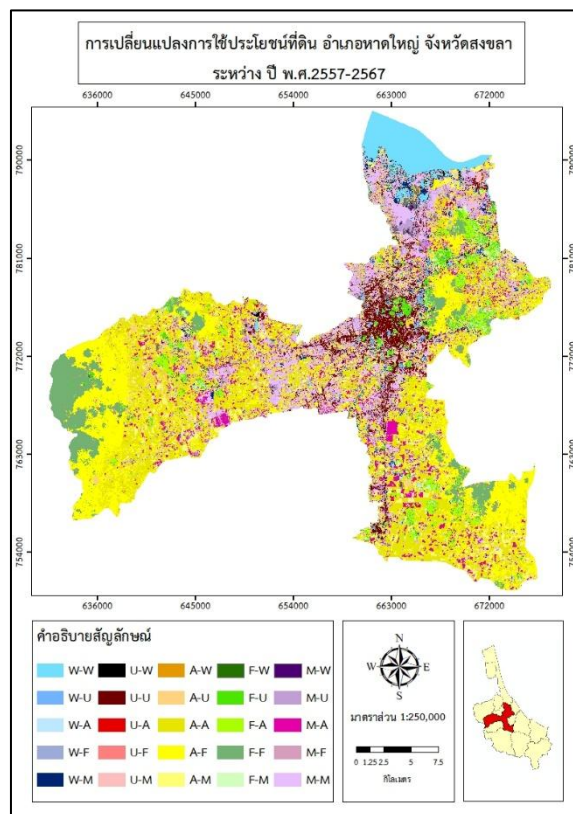 การเปลี่ยนแปลงการใช้ประโยชน์ที่ดิน อำเภอหาดใหญ่ จังหวัดสงขลา
ระหว่าง ปี พ.ศ.2557-2567
636000 645000 654000 663000 672000
790000 790000
781000 781000
772000 772000
763000 763000
754000 754000
636000 645000 654000 663000 672000
คำอธิบายสัญลักษณ์
W-W U-W A-W F-W M-W
W-U U-U A-U F-U M-U
W-A U-A A-A F-A M-A
W-F U-F A-F F-F M-F
W-M U-M A-M F-M M-M
N
W E
S
มาตราส่วน 1:250,000
0 1.25 2.5 5 7.5
กิโลเมตร